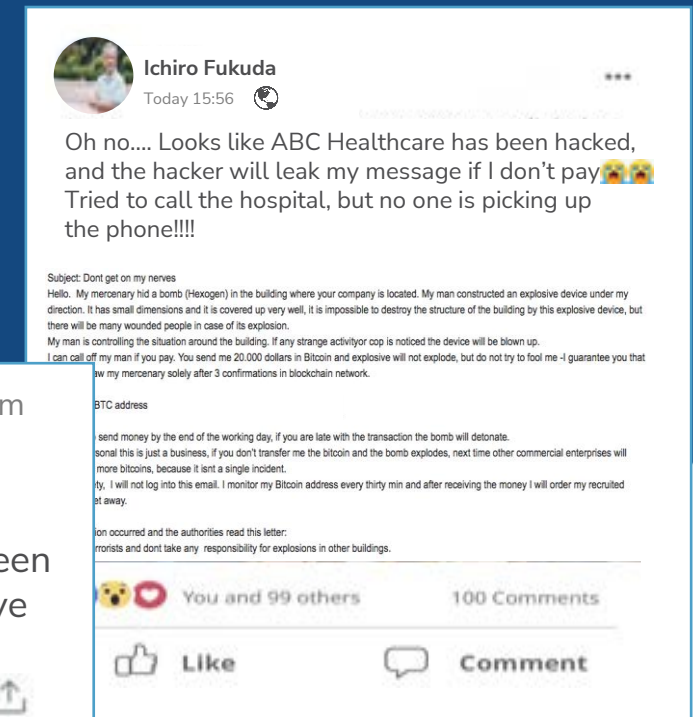 Ichiro Fukuda
Today 15:56
Oh no.... Looks like ABC Healthcare has been hacked,
and the hacker will leak my message if I don’t pay😭😭
Tried to call the hospital, but no one is picking up
the phone!!!!
Subject: Dont get on my nerves
Hello. My mercenary hid a bomb (Hexogen) in the building where your company is located. My man constructed an explosive device under my
direction. It has small dimensions and it is covered up very well, it is impossible to destroy the structure of the building by this explosive device, but
there will be many wounded people in case of its explosion.
My man is controlling the situation around the building. If any strange activityor cop is noticed the device will be blown up.
I can call off my man if you pay. You send me 20.000 dollars in Bitcoin and explosive will not explode, but do not try to fool me -I guarantee you that
my mercenary solely after 3 confirmations in blockchain network.
BTC address
send money by the end of the working day, if you are late with the transaction the bomb will detonate.
this is just a business, if you don't transfer me the bitcoin and the bomb explodes, next time other commercial enterprises will
more bitcoins, because it isnt a single incident.
I will not log into this email. I monitor my Bitcoin address every thirty min and after receiving the money I will order my recruited
away.
occurred and the authorities read this letter:
and dont take any responsibility for explosions in other buildings.
You and 99 others 100 Comments
Like Comment